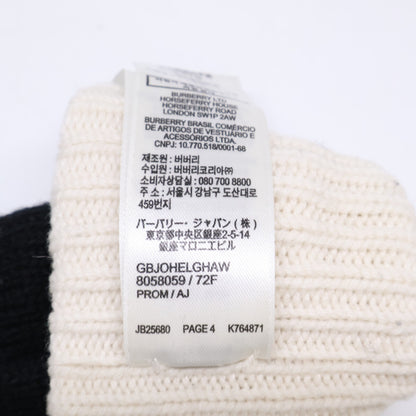 BURBERRY LTD
HORSEFERRY HOUSE
HORSEFERRY ROAD
LONDON SW1P 2AW
BURBERRY BRASIL COMÉRCIO
DE ARTIGOS DE VESTUÁRIO E
ACESSÓRIOS LTDA.
CNPJ: 10.770.518/0001-68
제조원 : 버버리
수입원 : 버버리코리아(주)
소비자상담실 : 080 700 8800
주 소 : 서울시 강남구 도산대로
459번지
バーバリー・ジャパン ( 株 )
東京都中央区銀座2-5-14
銀座マロニエビル
GBJOHELGHAW
8058059 / 72F
PROM / AJ
JB25680 PAGE 4 K764871